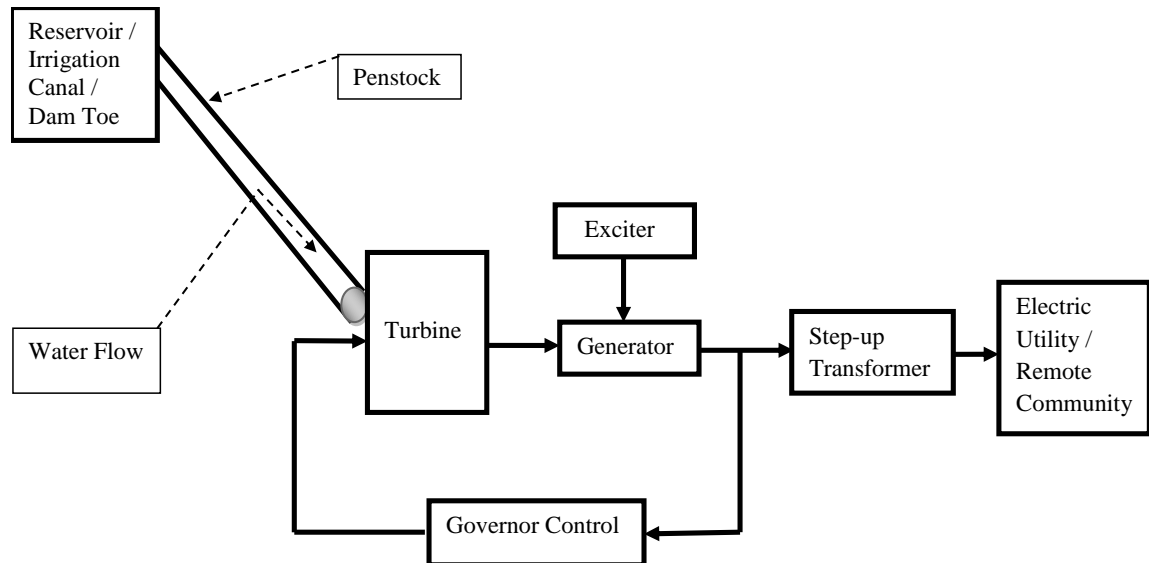 Reservoir /
Irrigation
Canal /
Dam Toe
Penstock
Exciter
Water Flow
Turbine
Generator
Step-up
Transformer
Electric
Utility /
Remote
Community
Governor Control